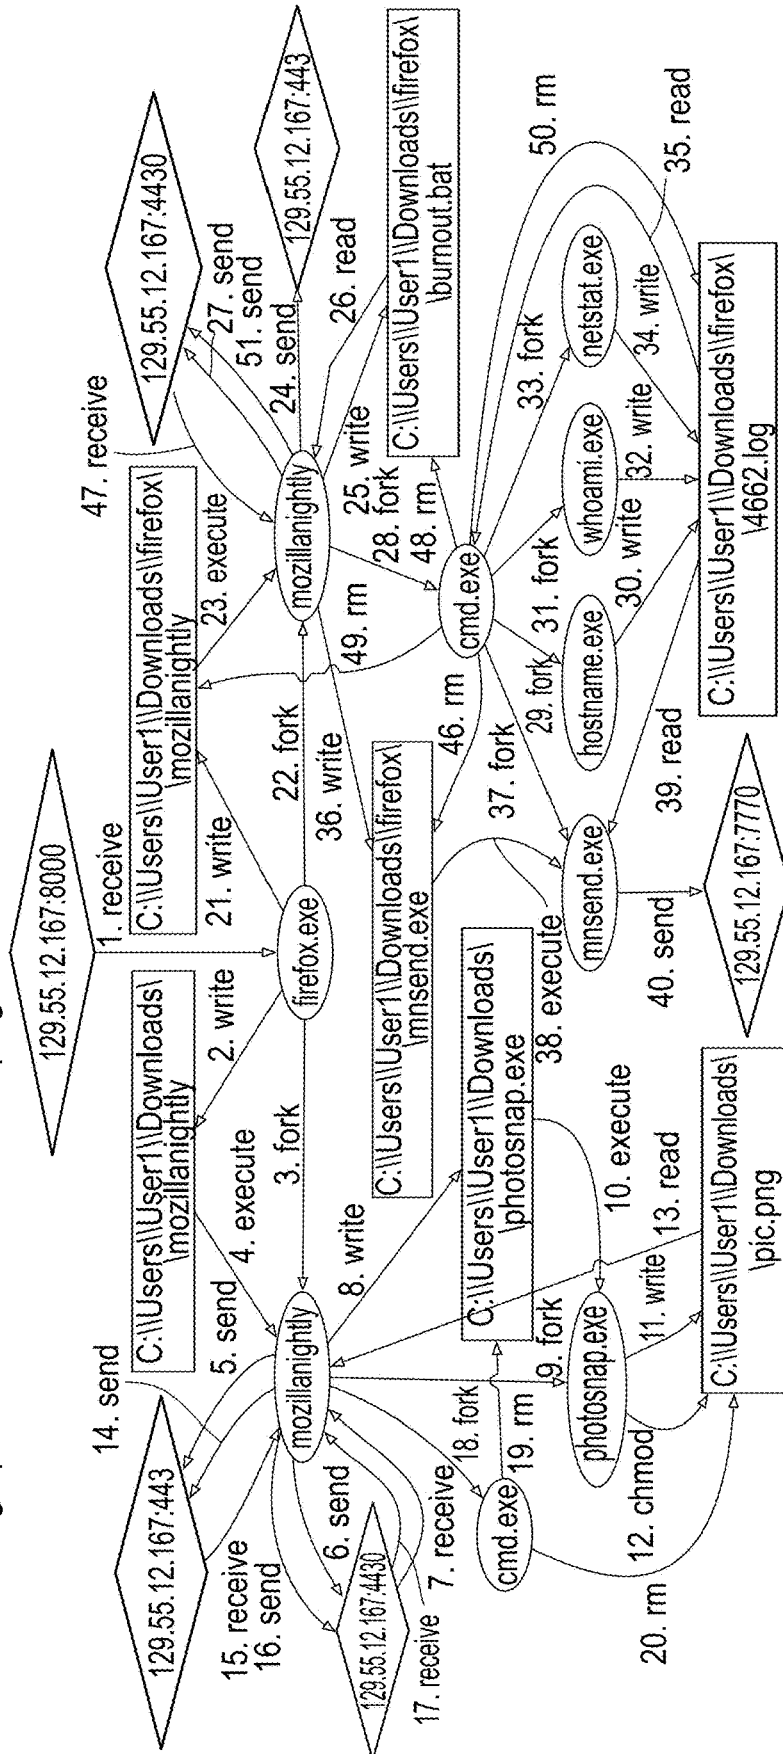 129.55.12.167:8000
1. receive
129.55.12.167:443
14. send
5. send
C:\\Users\\User1\\Downloads\
\mozillanightly
4. execute
2. write
3. fork
firefox.exe
21. write
22. fork
C:\\Users\\User1\\Downloads\\firefox\
\mozillanightly
23. execute
47. receive
129.55.12.167:4430
27. send
51. send
24. send
129.55.12.167:443
15. receive
16. send
mozillanightly
mozillanightly
6. send
129.55.12.167:4430
17. receive
7. receive
8. write
36. write
49. rm
25. write
28. fork
48. rm
26. read
C:\\Users\\User1\\Downloads\\firefox\
\burnout.bat
C:\\Users\\User1\\Downloads\\firefox\
\mnsend.exe
46. rm
37. fork
cmd.exe
18. fork
19. rm
cmd.exe
9. fork
C:\\Users\\User1\\Downloads\
\photosnap.exe
38. execute
29. fork
31. fork
33. fork
50. rm
photosnap.exe
10. execute
mnsend.exe
hostname.exe
whoami.exe
netstat.exe
30. write
32. write
34. write
35. read
20. rm
12. chmod
11. write
13. read
40. send
39. read
C:\\Users\\User1\\Downloads\
\pic.png
129.55.12.167:7770
C:\\Users\\User1\\Downloads\\firefox\
\4662.log